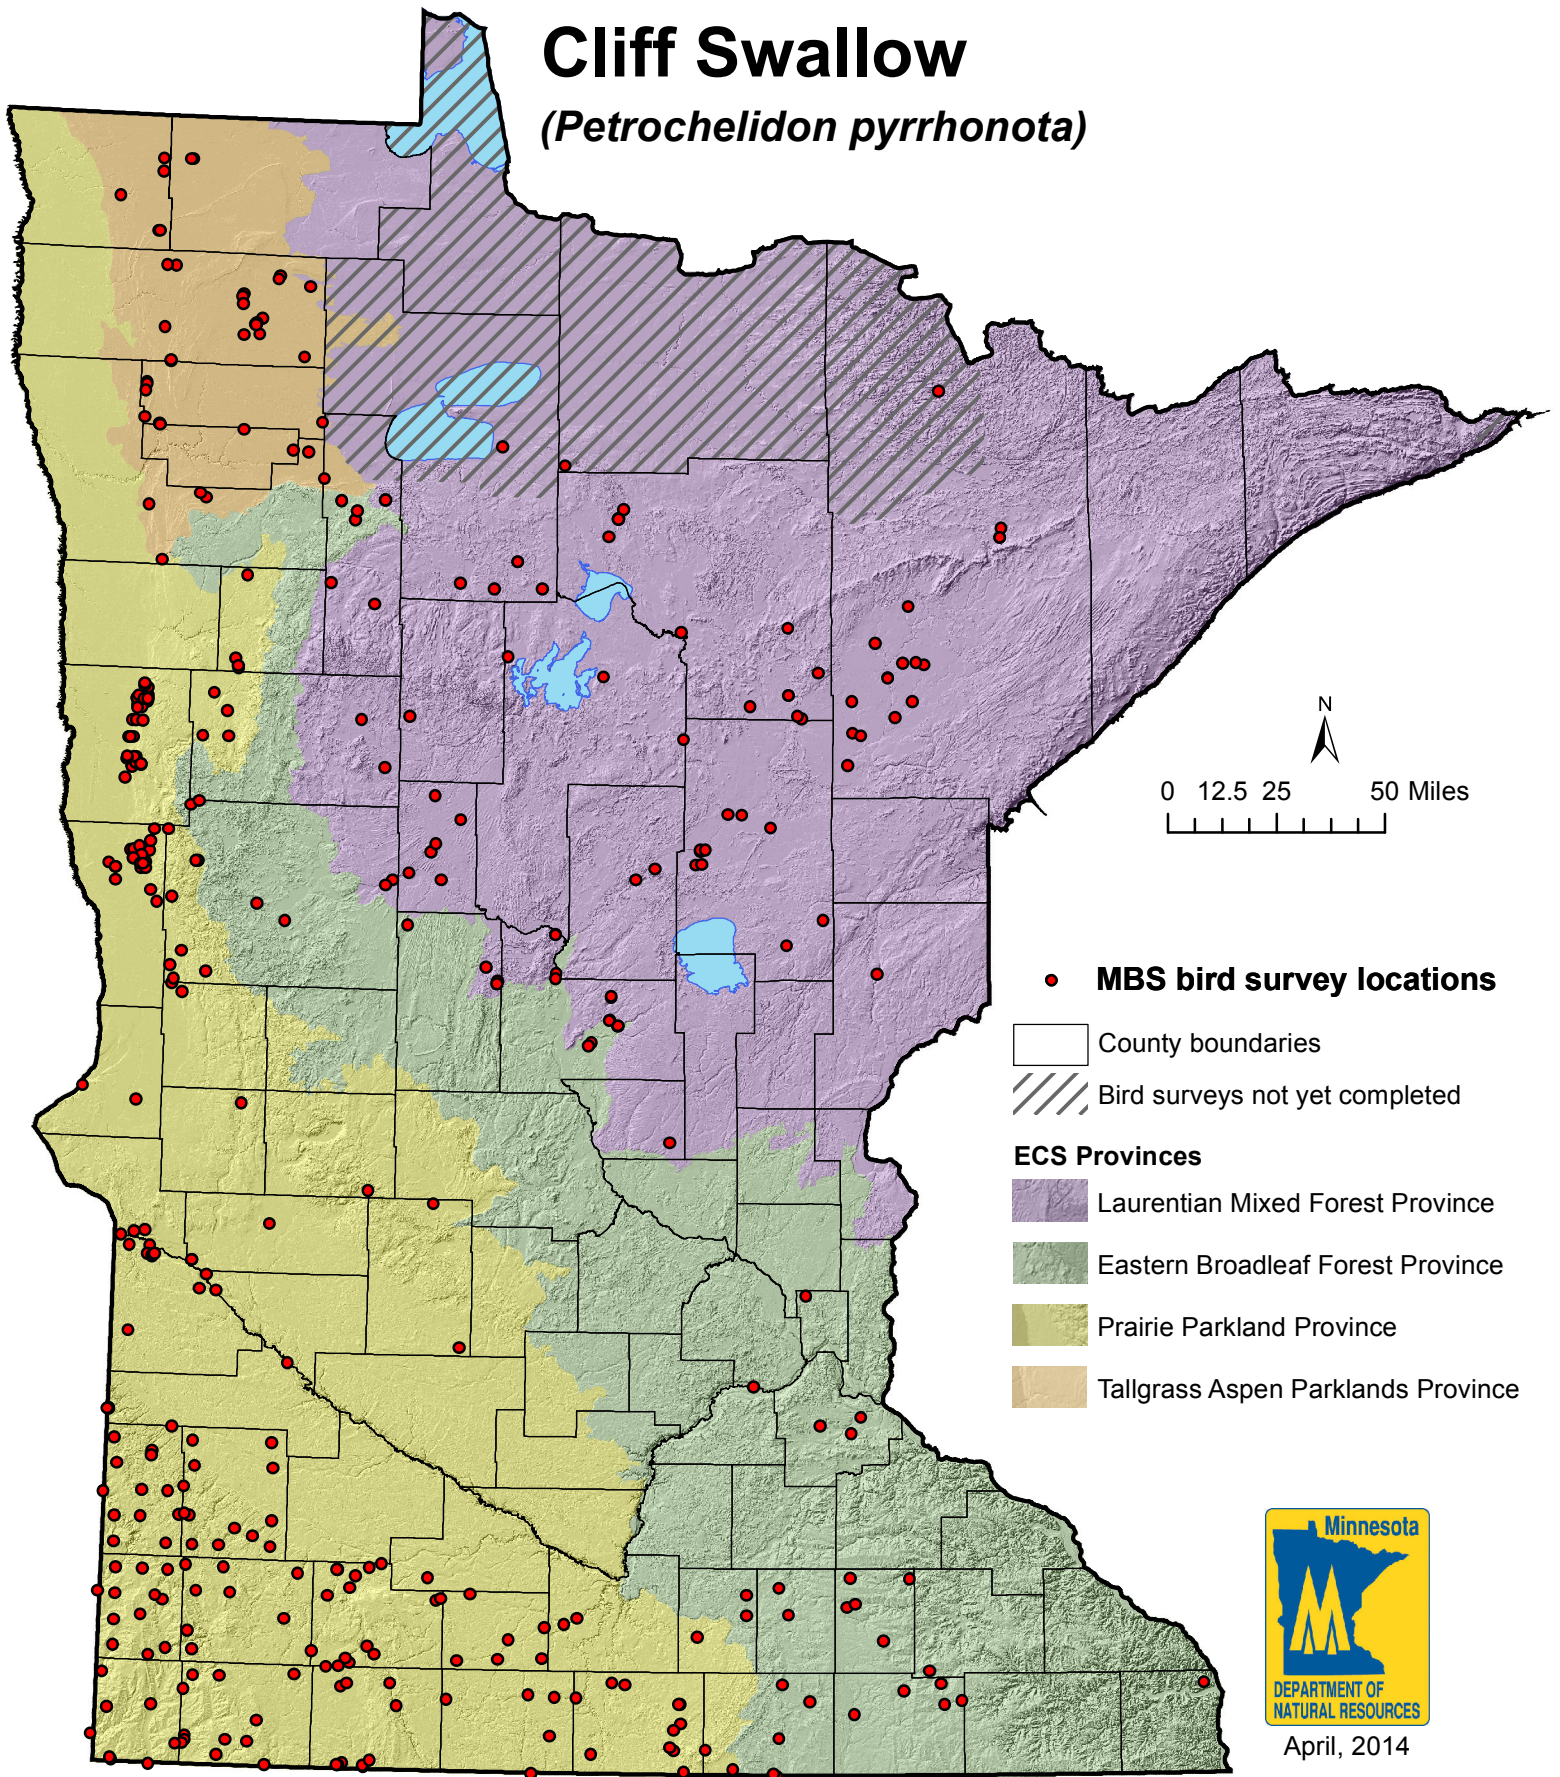 Cliff Swallow
(Petrochelidon pyrrhonota)
N
0 12.5 25 50 Miles
MBS bird survey locations
County boundaries
Bird surveys not yet completed
ECS Provinces
Laurentian Mixed Forest Province
Eastern Broadleaf Forest Province
Prairie Parkland Province
Tallgrass Aspen Parklands Province
Minnesota
DEPARTMENT OF
NATURAL RESOURCES
April, 2014